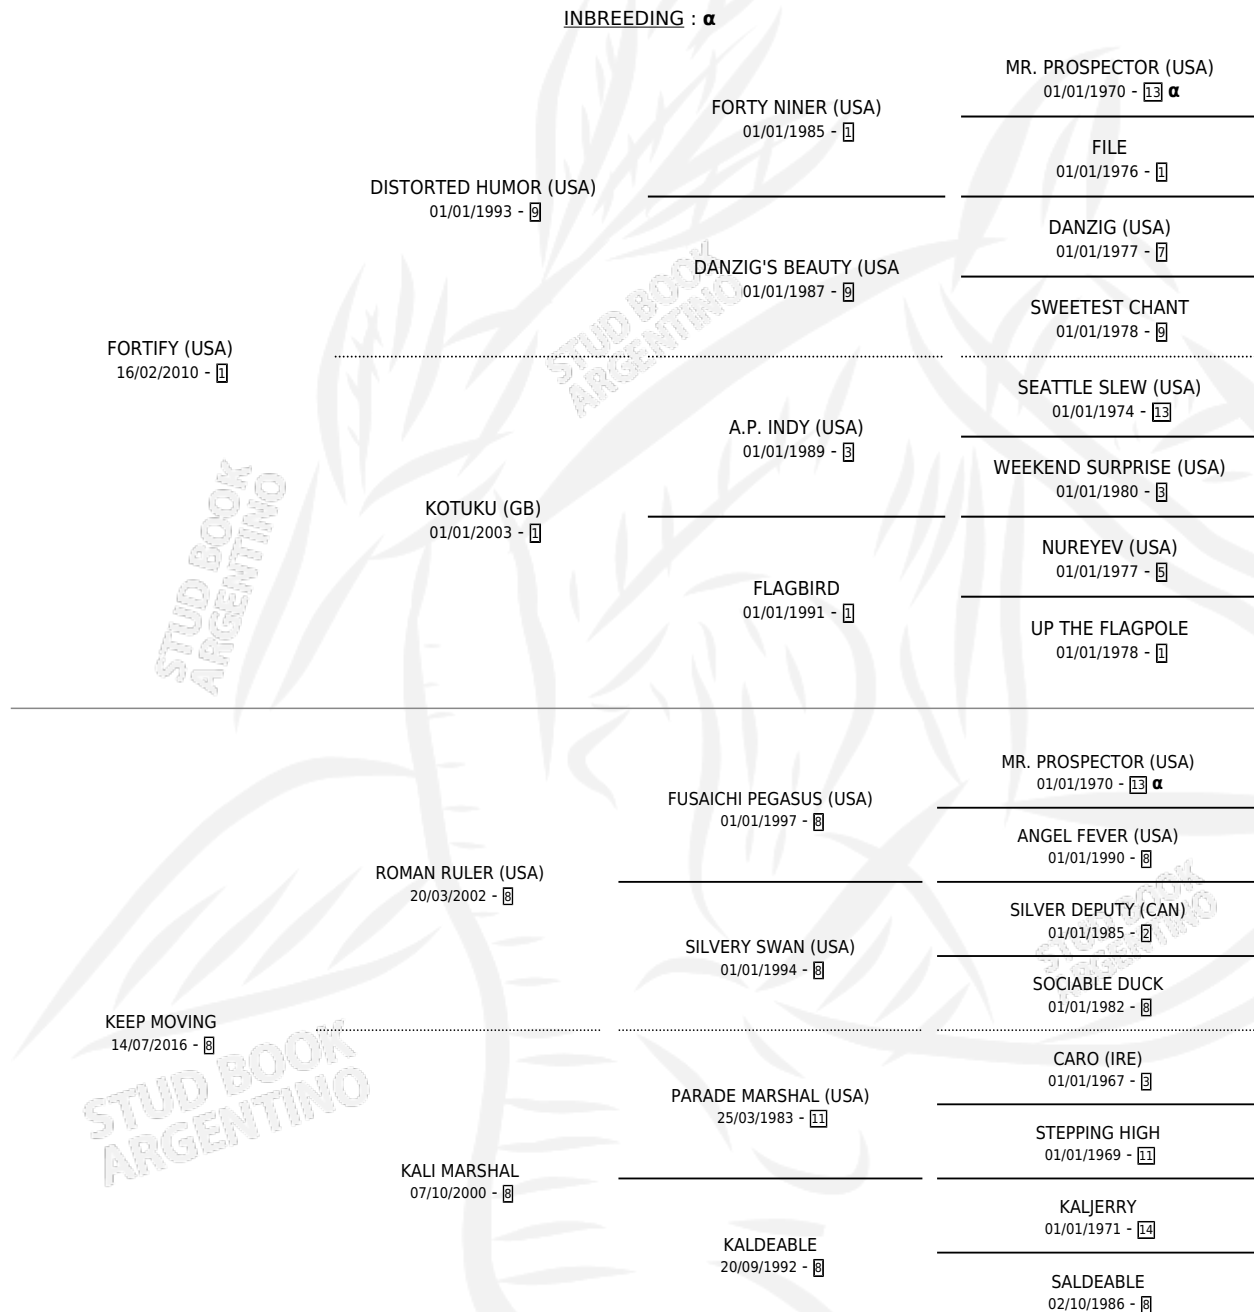 INBREEDING : α
MR. PROSPECTOR (USA)
01/01/1970 - 13 α
FORTY NINER (USA)
01/01/1985 - 1
FILE
01/01/1976 - 1
DISTORTED HUMOR (USA)
01/01/1993 - 9
DANZIG (USA)
01/01/1977 - 7
DANZIG'S BEAUTY (USA
01/01/1987 - 9
SWEETEST CHANT
01/01/1978 - 9
FORTIFY (USA)
16/02/2010 - 1
SEATTLE SLEW (USA)
01/01/1974 - 13
A.P. INDY (USA)
01/01/1989 - 3
WEEKEND SURPRISE (USA)
01/01/1980 - 3
KOTUKU (GB)
01/01/2003 - 1
NUREYEV (USA)
01/01/1977 - 5
FLAGBIRD
01/01/1991 - 1
UP THE FLAGPOLE
01/01/1978 - 1
MR. PROSPECTOR (USA)
01/01/1970 - 13 α
FUSAICHI PEGASUS (USA)
01/01/1997 - 8
ANGEL FEVER (USA)
01/01/1990 - 8
ROMAN RULER (USA)
20/03/2002 - 8
SILVER DEPUTY (CAN)
01/01/1985 - 2
SILVERY SWAN (USA)
01/01/1994 - 8
SOCIABLE DUCK
01/01/1982 - 8
KEEP MOVING
14/07/2016 - 8
CARO (IRE)
01/01/1967 - 3
PARADE MARSHAL (USA)
25/03/1983 - 11
STEPPING HIGH
01/01/1969 - 11
KALI MARSHAL
07/10/2000 - 8
KALJERRY
01/01/1971 - 14
KALDEABLE
20/09/1992 - 8
SALDEABLE
02/10/1986 - 8
STUD BOOK
ARGENTINO
STUD BOOK
ARGENTINO
STUD BOOK
ARGENTINO
STUD BOOK
ARGENTINO